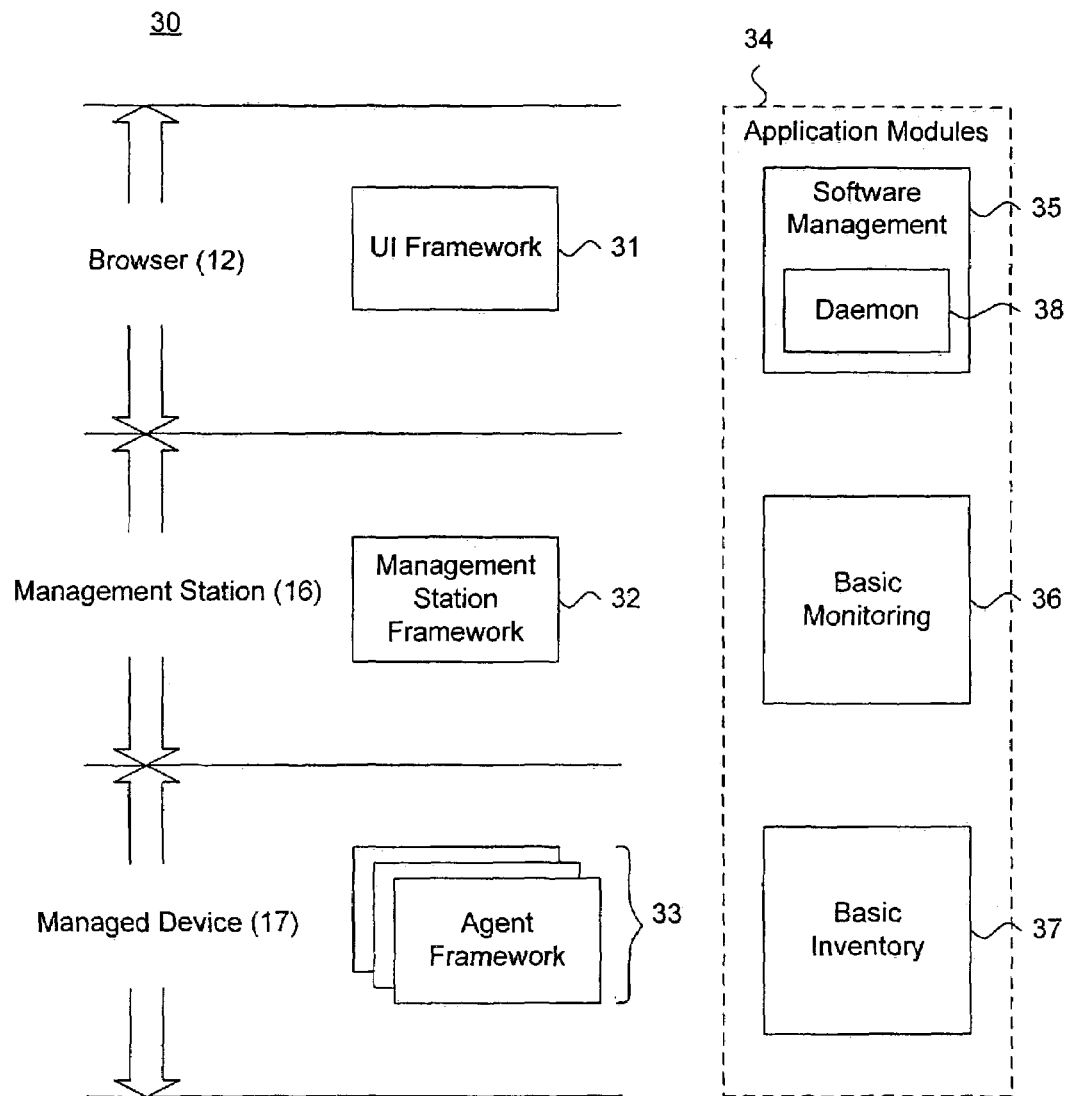 30
34
Application Modules
Software
Management
35
Daemon
38
Browser (12)
UI Framework
31
Management Station (16)
Management
Station
Framework
32
Basic
Monitoring
36
Managed Device (17)
Agent
Framework
33
Basic
Inventory
37